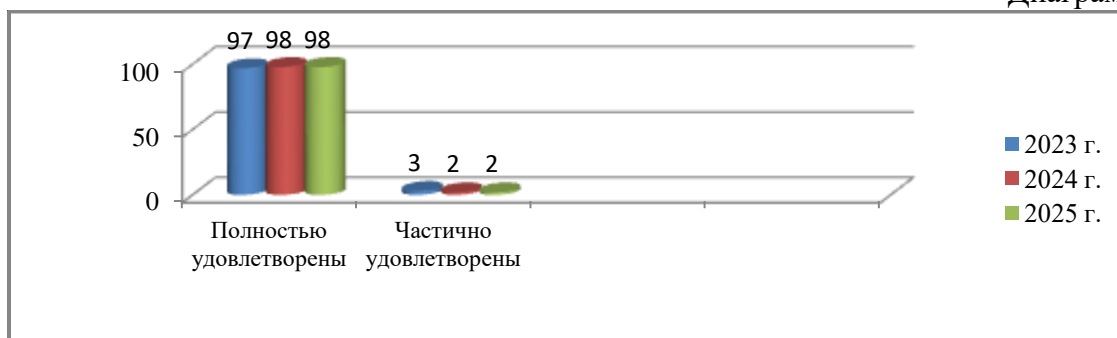 97 98 98
100
50
0
3 2 2
Полностью
удовлетворены
Частично
удовлетворены
2023 г.
2024 г.
2025 г.